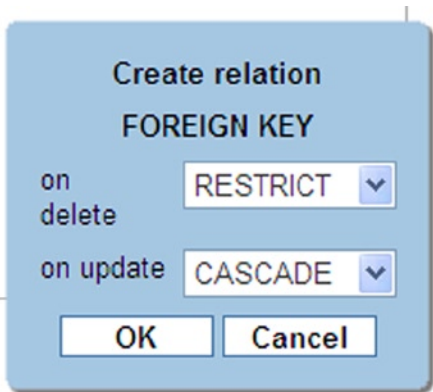 Create relation
FOREIGN KEY
on
delete
RESTRICT
on update
CASCADE
OK
Cancel